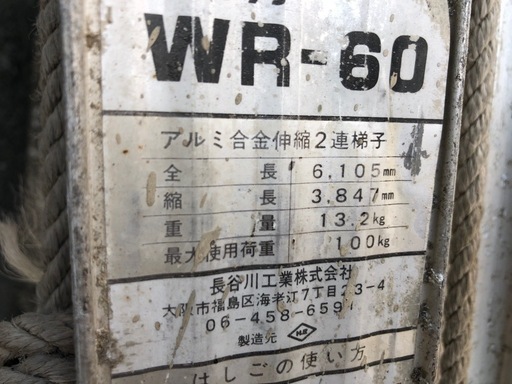 WR-60
アルミ合金伸縮2連梯子
全長 6.105mm
縮長 3.847mm
重量 13.2kg
最大使用荷重 100kg
長谷川工業株式会社
大阪市福島区海老江7丁目23-4
06-458-659
製造元
はしごの使い方